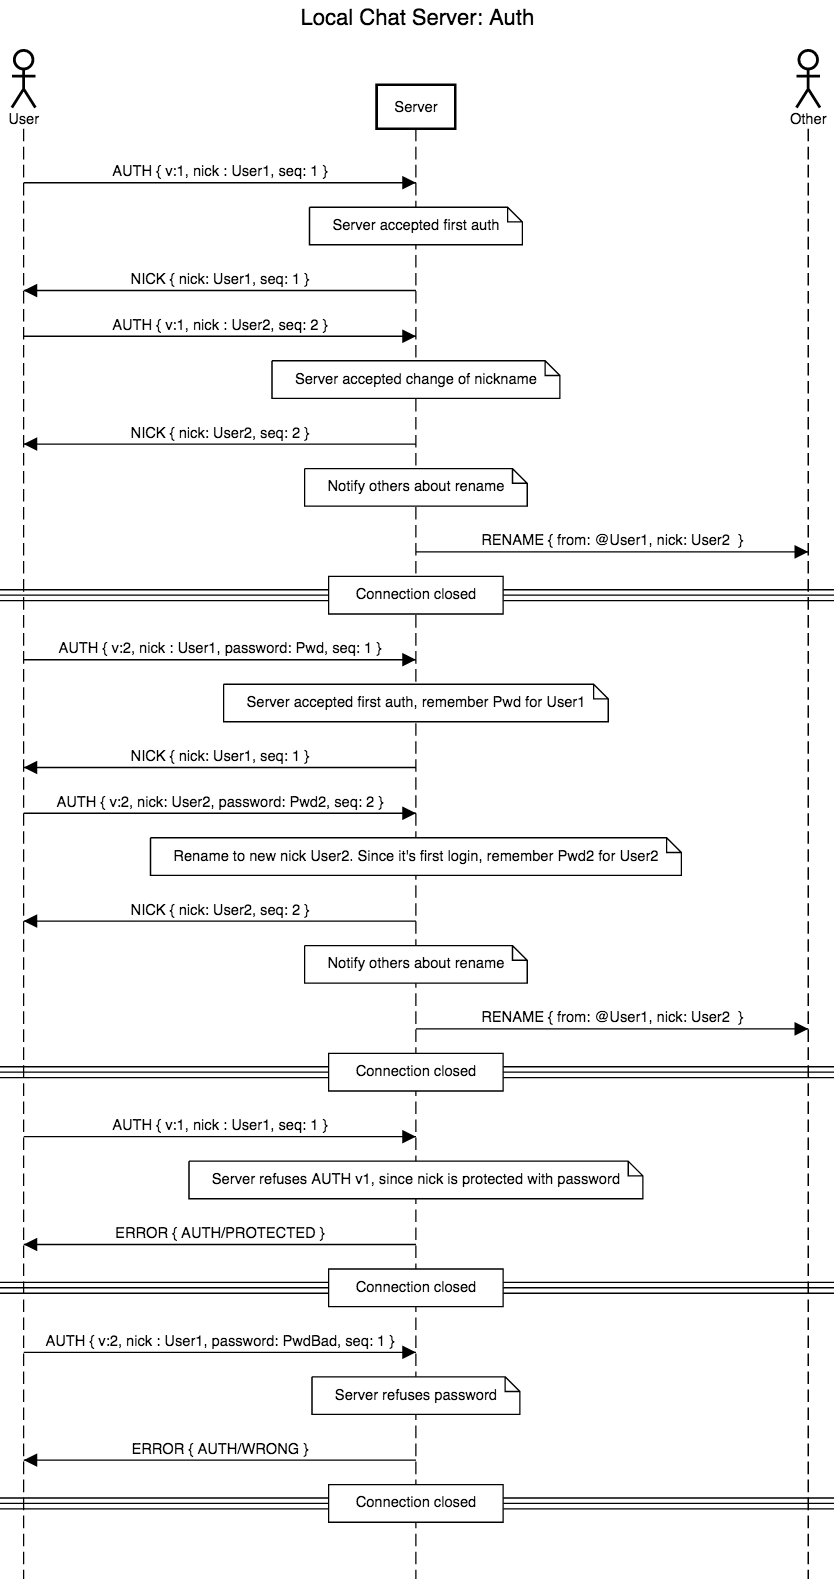 Local Chat Server: Auth
User
Server
Other
AUTH { v:1, nick : User1, seq: 1 }
Server accepted first auth
NICK { nick: User1, seq: 1 }
AUTH { v:1, nick : User2, seq: 2 }
Server accepted change of nickname
NICK { nick: User2, seq: 2 }
Notify others about rename
RENAME { from: @User1, nick: User2  }
Connection closed
AUTH { v:2, nick : User1, password: Pwd, seq: 1 }
Server accepted first auth, remember Pwd for User1
NICK { nick: User1, seq: 1 }
AUTH { v:2, nick: User2, password: Pwd2, seq: 2 }
Rename to new nick User2. Since it's first login, remember Pwd2 for User2
NICK { nick: User2, seq: 2 }
Notify others about rename
RENAME { from: @User1, nick: User2  }
Connection closed
AUTH { v:1, nick : User1, seq: 1 }
Server refuses AUTH v1, since nick is protected with password
ERROR { AUTH/PROTECTED }
Connection closed
AUTH { v:2, nick : User1, password: PwdBad, seq: 1 }
Server refuses password
ERROR { AUTH/WRONG }
Connection closed